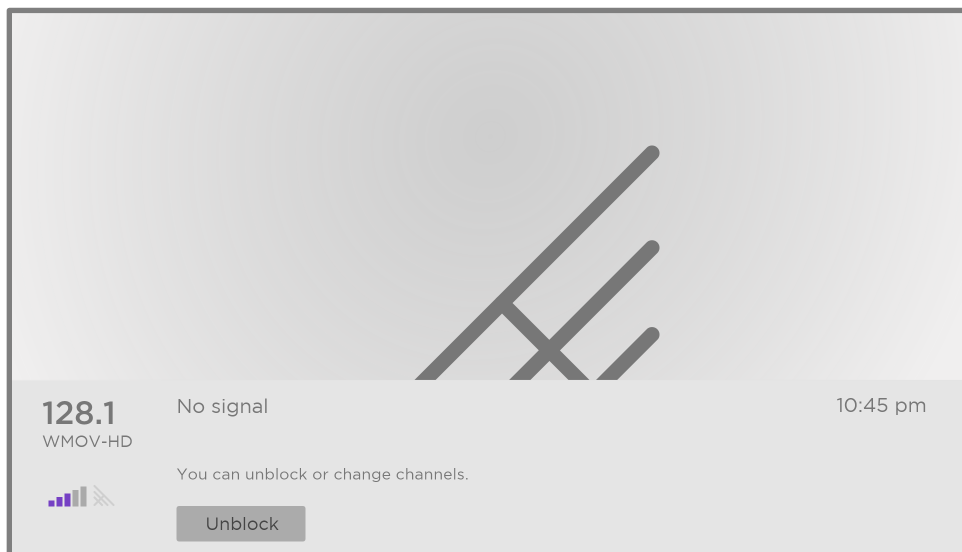 128.1
No signal
10:45 pm
WMOV-HD
You can unblock or change channels.
Unblock